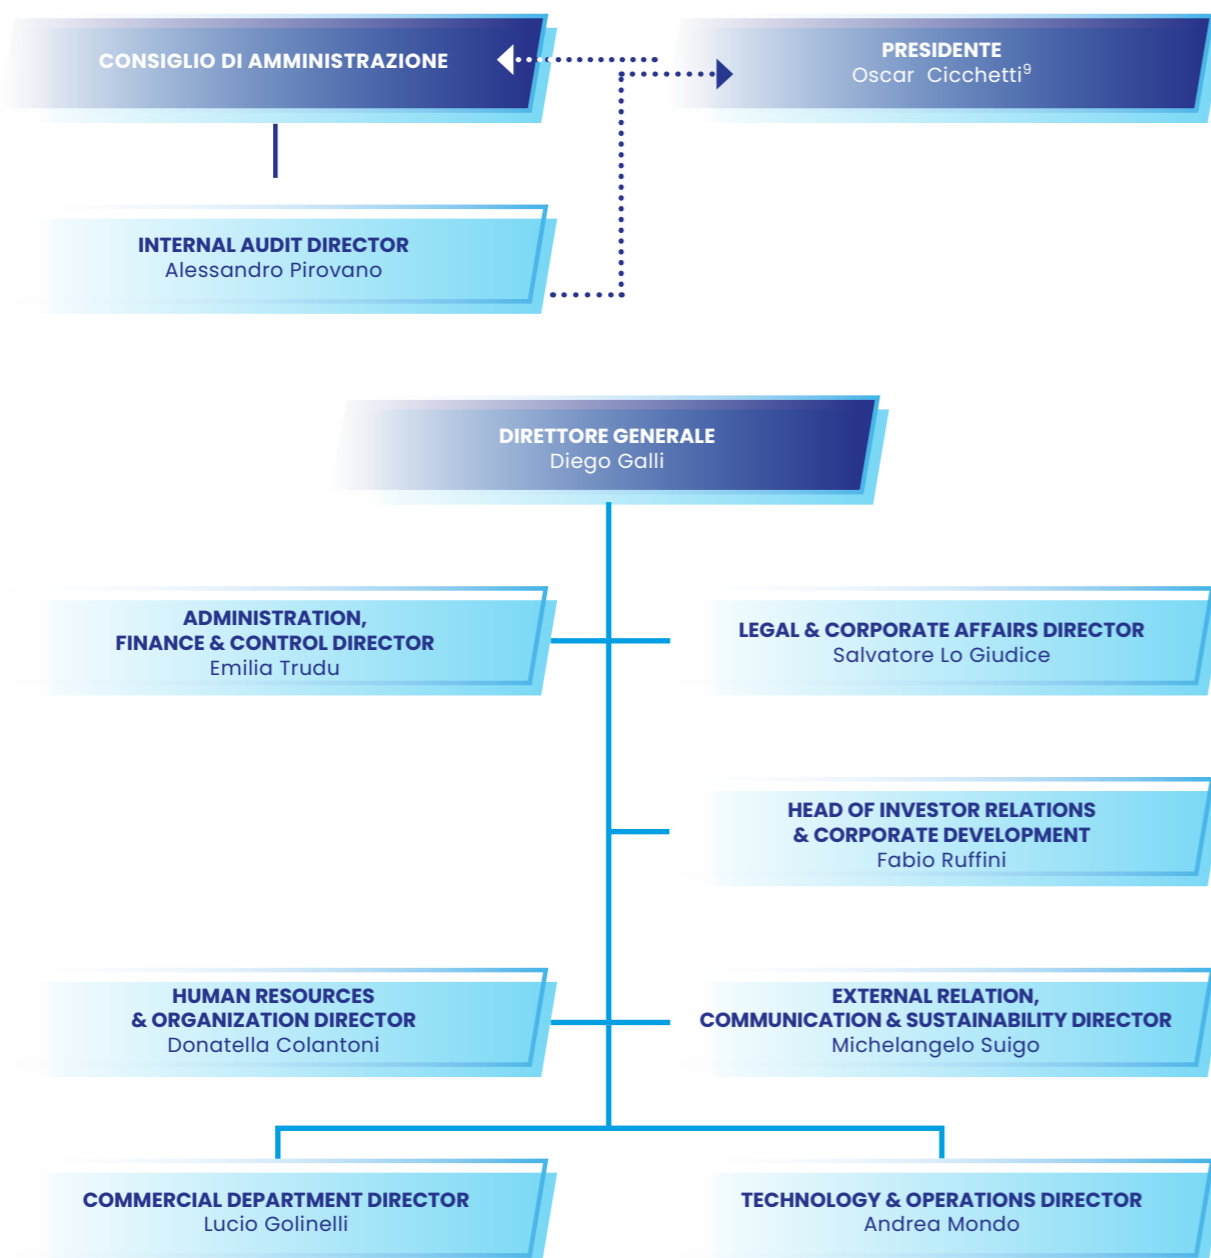 CONSIGLIO DI AMMINISTRAZIONE
PRESIDENTE
Oscar Cicchetti⁹
INTERNAL AUDIT DIRECTOR
Alessandro Pirovano
DIRETTORE GENERALE
Diego Galli
ADMINISTRATION,
FINANCE & CONTROL DIRECTOR
Emilia Trudu
LEGAL & CORPORATE AFFAIRS DIRECTOR
Salvatore Lo Giudice
HEAD OF INVESTOR RELATIONS
& CORPORATE DEVELOPMENT
Fabio Ruffini
HUMAN RESOURCES
& ORGANIZATION DIRECTOR
Donatella Colantoni
EXTERNAL RELATION,
COMMUNICATION & SUSTAINABILITY DIRECTOR
Michelangelo Suigo
COMMERCIAL DEPARTMENT DIRECTOR
Lucio Golinelli
TECHNOLOGY & OPERATIONS DIRECTOR
Andrea Mondo